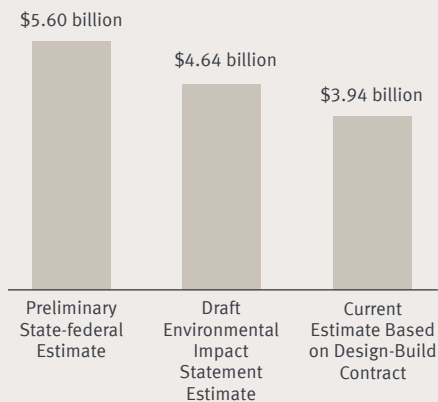 $5.60 billion
$4.64 billion
$3.94 billion
Preliminary
State-federal
Estimate
Draft
Environmental
Impact
Statement
Estimate
Current
Estimate Based
on Design-Build
Contract